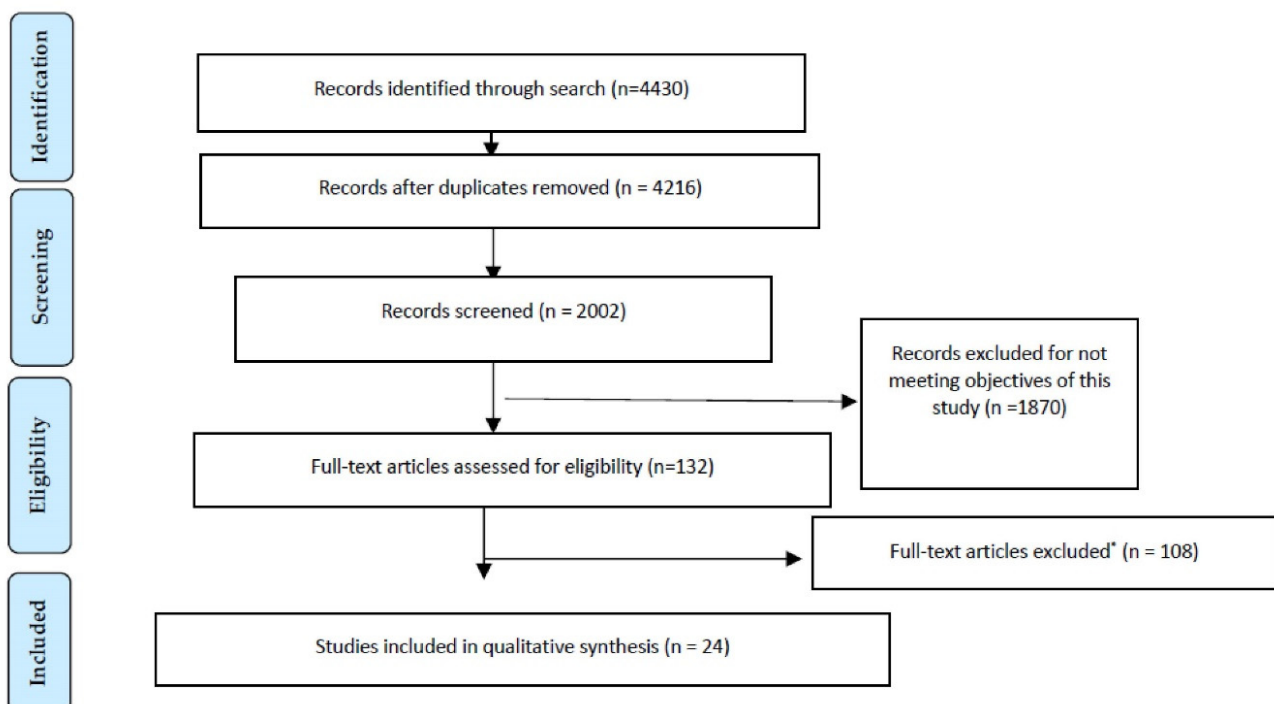 Identification
Records identified through search (n=4430)
Records after duplicates removed (n = 4216)
Screening
Records screened (n = 2002)
Records excluded for not
meeting objectives of this
study (n =1870)
Eligibility
Full-text articles assessed for eligibility (n=132)
Full-text articles excluded* (n = 108)
Included
Studies included in qualitative synthesis (n = 24)